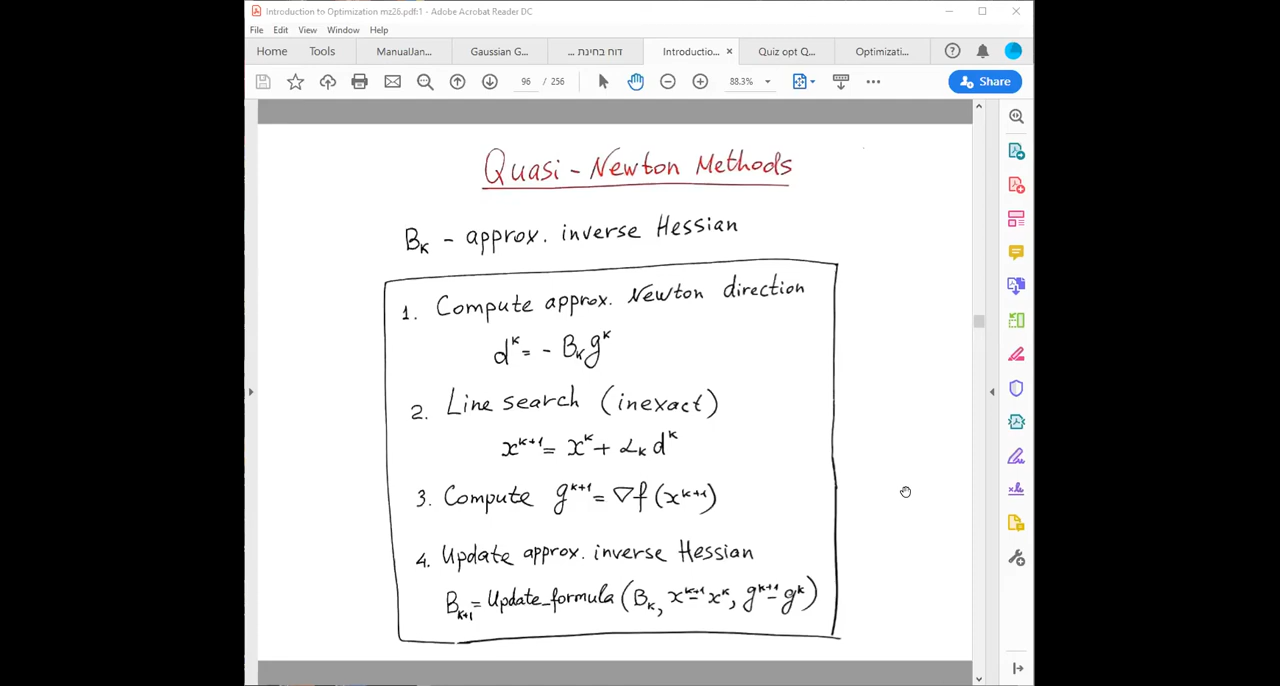 Introduction to Optimization mz26.pdf:1 - Adobe Acrobat Reader DC
File Edit View Window Help
Home Tools ManualJan... Gaussian G... דוח בחינת ... Introductio... × Quiz opt Q... Optimizati...
96 / 256 88.3% Share
Quasi - Newton Methods
Bₖ - approx. inverse Hessian
1. Compute approx. Newton direction
dᵏ = - Bₖgᵏ
2. Line search (inexact)
xᵏ⁺¹ = xᵏ + αₖ dᵏ
3. Compute gᵏ⁺¹ = ∇f(xᵏ⁺¹)
4. Update approx. inverse Hessian
Bₖ₊₁ = Update_formula (Bₖ, xᵏ⁺¹ - xᵏ, gᵏ⁺¹ - gᵏ)